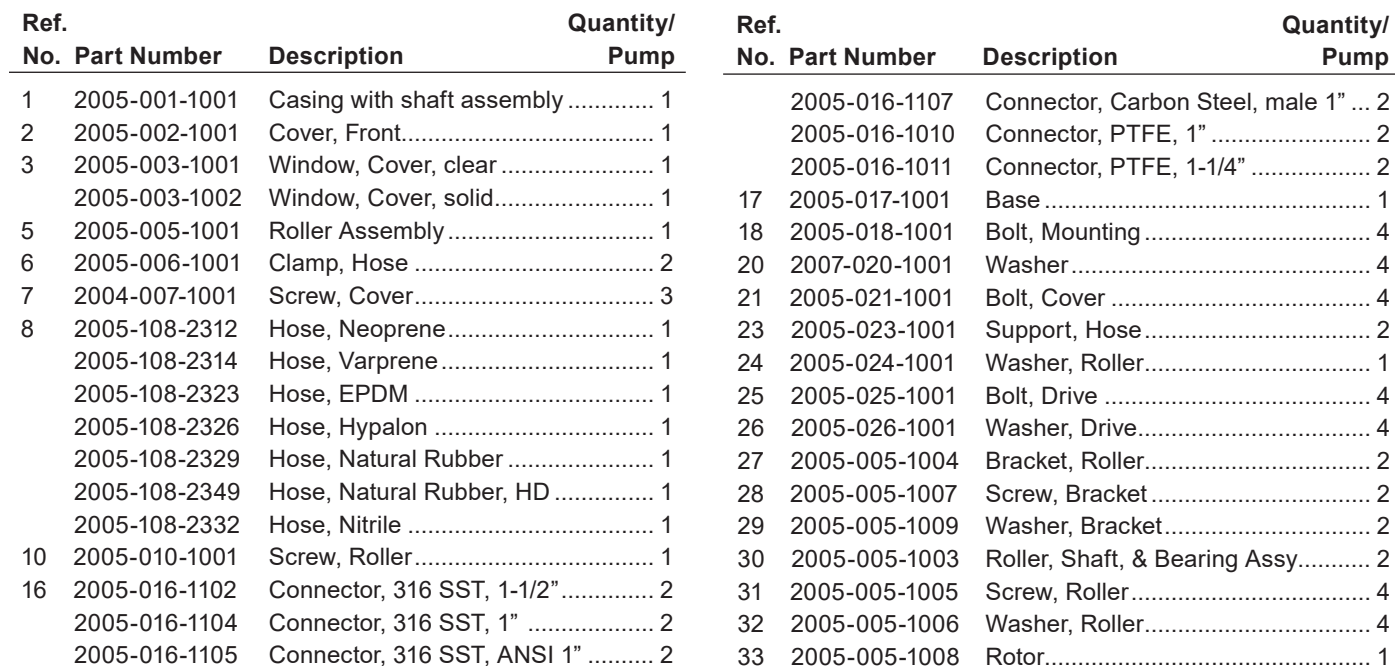 Ref. Quantity/
No. Part Number Description Pump
1 2005-001-1001 Casing with shaft assembly ............. 1
2 2005-002-1001 Cover, Front...................................... 1
3 2005-003-1001 Window, Cover, clear ....................... 1
2005-003-1002 Window, Cover, solid........................ 1
5 2005-005-1001 Roller Assembly ............................... 1
6 2005-006-1001 Clamp, Hose .................................... 2
7 2004-007-1001 Screw, Cover.................................... 3
8 2005-108-2312 Hose, Neoprene............................... 1
2005-108-2314 Hose, Varprene................................ 1
2005-108-2323 Hose, EPDM .................................... 1
2005-108-2326 Hose, Hypalon ................................. 1
2005-108-2329 Hose, Natural Rubber ...................... 1
2005-108-2349 Hose, Natural Rubber, HD ............... 1
2005-108-2332 Hose, Nitrile ..................................... 1
10 2005-010-1001 Screw, Roller.................................... 1
16 2005-016-1102 Connector, 316 SST, 1-1/2”.............. 2
2005-016-1104 Connector, 316 SST, 1” ................... 2
2005-016-1105 Connector, 316 SST, ANSI 1” .......... 2
Ref. Quantity/
No. Part Number Description Pump
2005-016-1107 Connector, Carbon Steel, male 1” ... 2
2005-016-1010 Connector, PTFE, 1” ........................ 2
2005-016-1011 Connector, PTFE, 1-1/4” .................. 2
17 2005-017-1001 Base ................................................. 1
18 2005-018-1001 Bolt, Mounting .................................. 4
20 2007-020-1001 Washer............................................. 4
21 2005-021-1001 Bolt, Cover ....................................... 4
23 2005-023-1001 Support, Hose.................................. 2
24 2005-024-1001 Washer, Roller.................................. 1
25 2005-025-1001 Bolt, Drive ........................................ 4
26 2005-026-1001 Washer, Drive................................... 4
27 2005-005-1004 Bracket, Roller.................................. 2
28 2005-005-1007 Screw, Bracket ................................. 2
29 2005-005-1009 Washer, Bracket............................... 2
30 2005-005-1003 Roller, Shaft, & Bearing Assy........... 2
31 2005-005-1005 Screw, Roller.................................... 4
32 2005-005-1006 Washer, Roller.................................. 4
33 2005-005-1008 Rotor................................................. 1